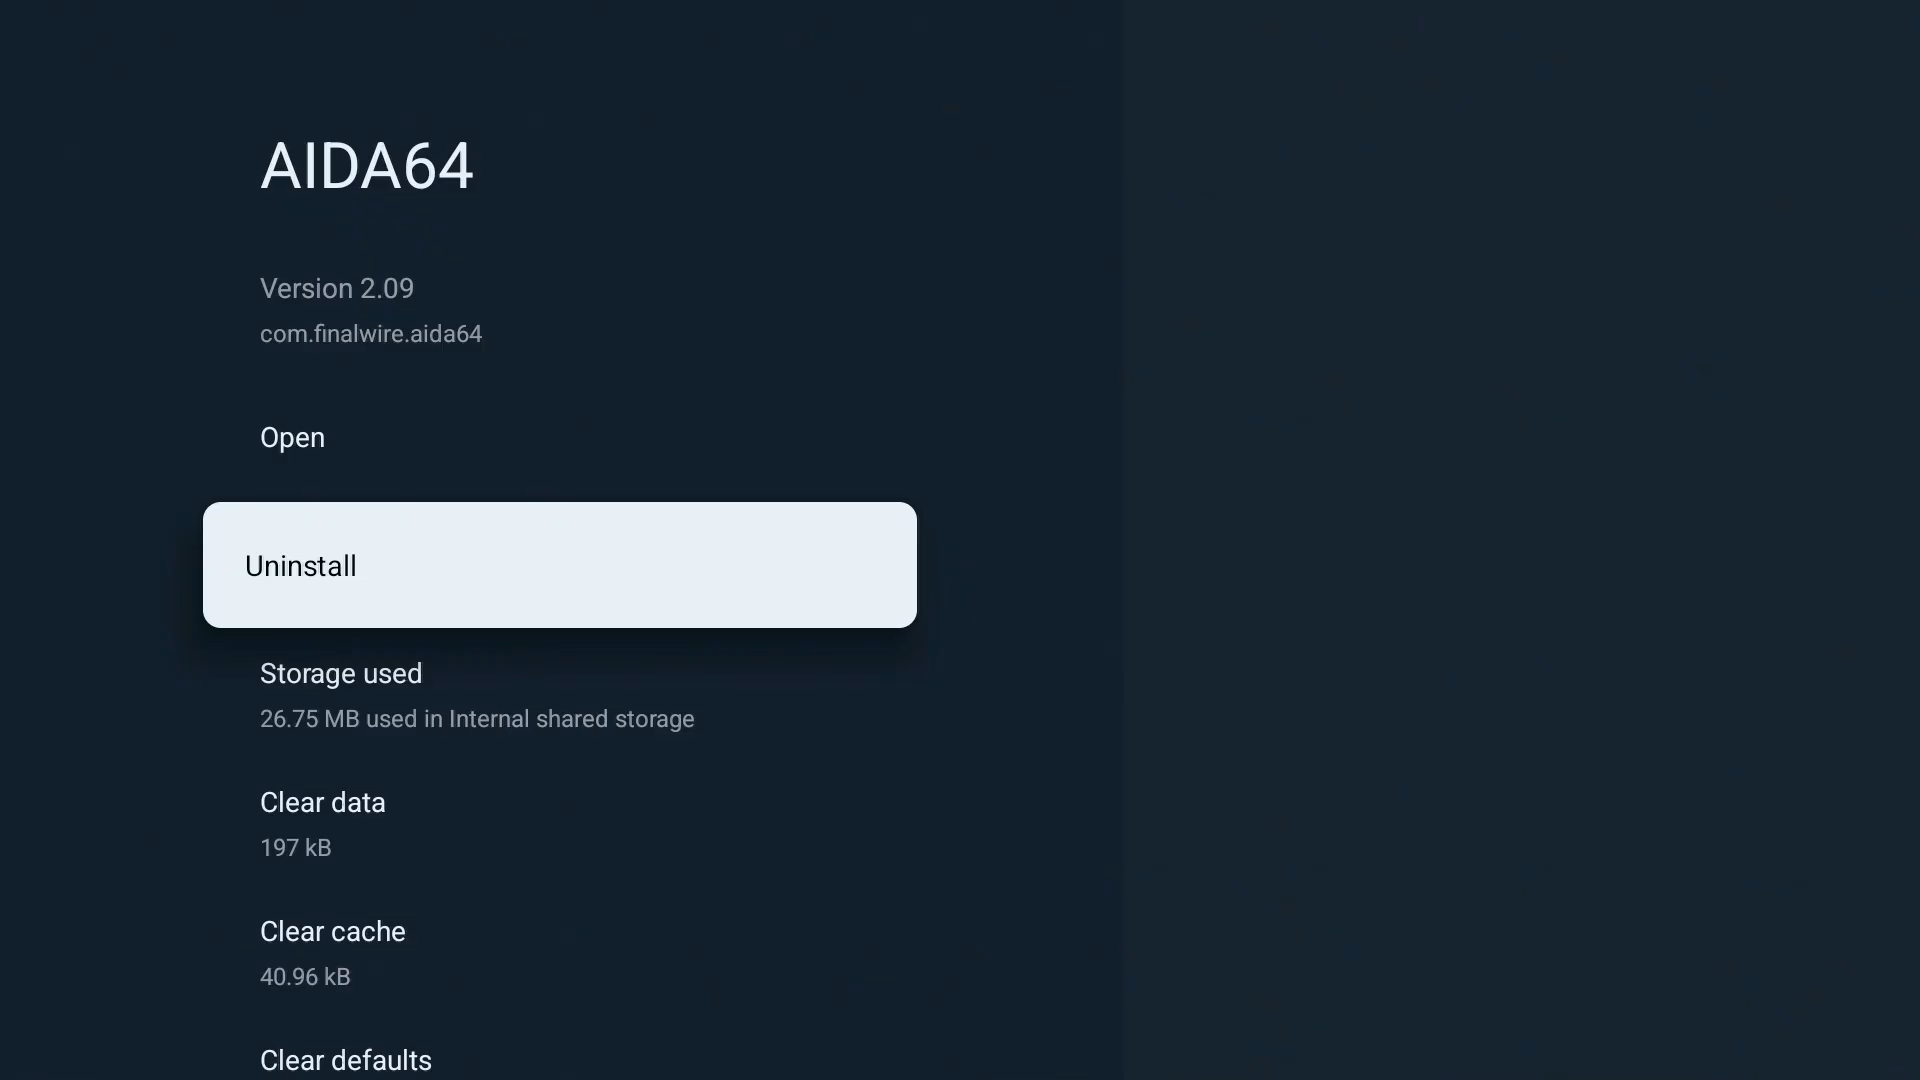 AIDA64
Version 2.09
com.finalwire.aida64
Open
Uninstall
Storage used
26.75 MB used in Internal shared storage
Clear data
197 kB
Clear cache
40.96 kB
Clear defaults